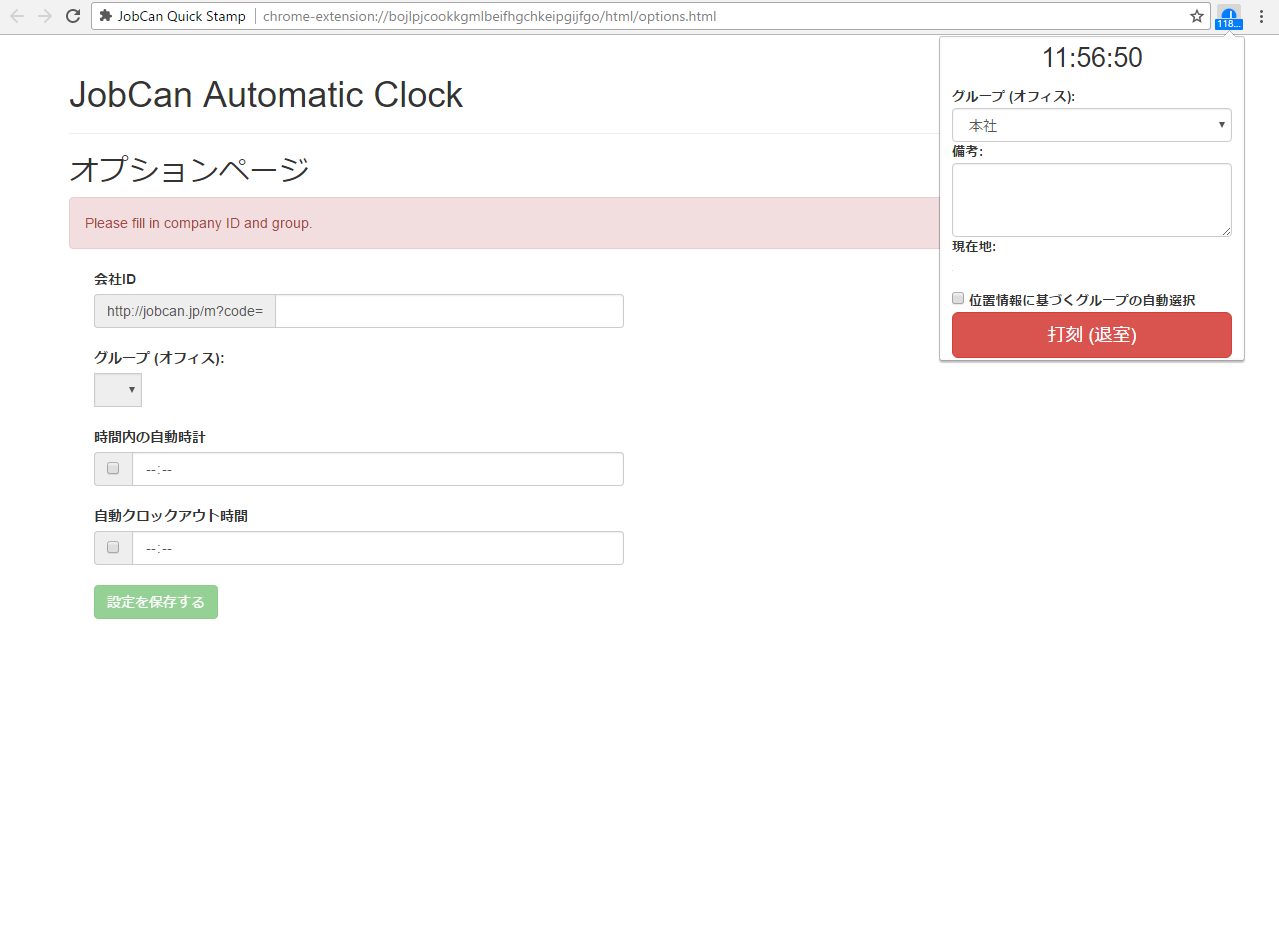 JobCan Quick Stamp
chrome-extension://bojlpjcookkgmlbeifhgchkeipgijfgo/html/options.html
118...
JobCan Automatic Clock
オプションページ
Please fill in company ID and group.
会社ID
http://jobcan.jp/m?code=
グループ (オフィス):
時間内の自動時計
--:--
自動クロックアウト時間
--:--
設定を保存する
11:56:50
グループ (オフィス):
本社
備考:
現在地:
位置情報に基づくグループの自動選択
打刻 (退室)